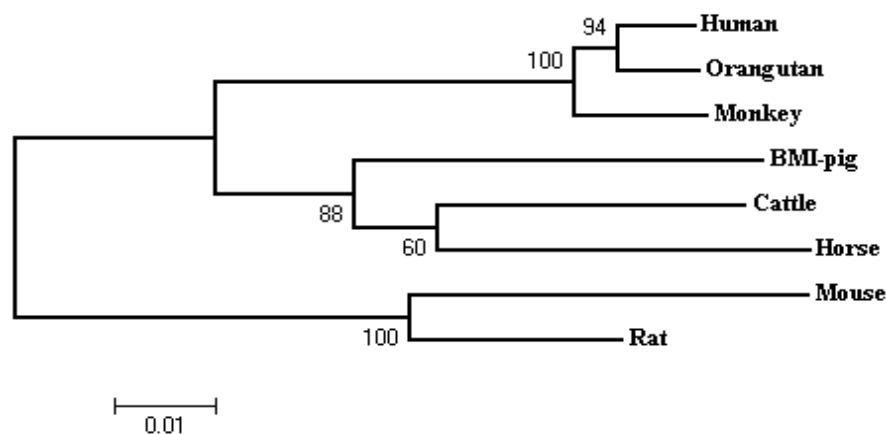 94
Human
100
Orangutan
Monkey
BMI-pig
88
Cattle
60
Horse
Mouse
100
Rat
0.01